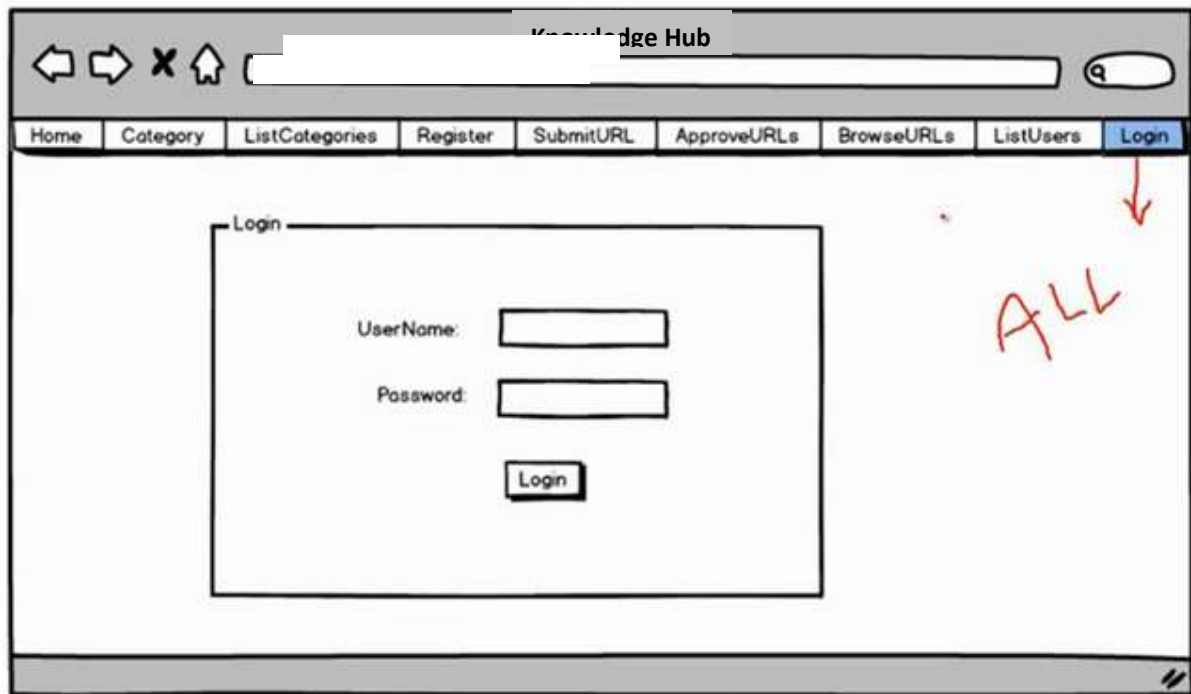 Knowledge Hub
Home Category ListCategories Register SubmitURL ApproveURLs BrowseURLs ListUsers Login
Login
ALL
UserName:
Password:
Login